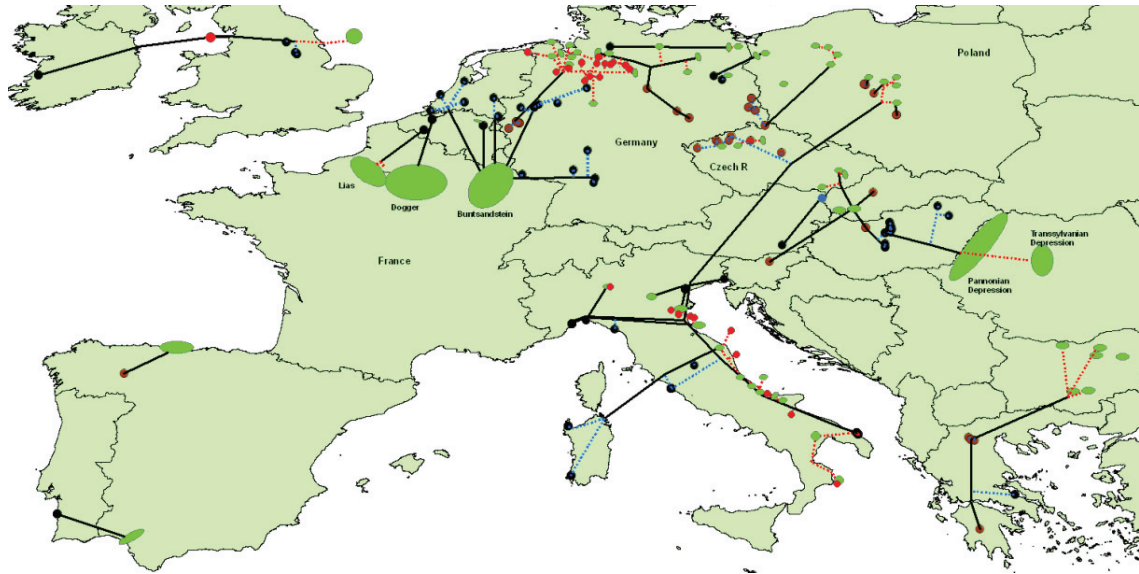 Poland
Germany
Czech R
Lias
Dogger
Buntsandstein
France
Transsylvanian
Depression
Pannonian
Depression